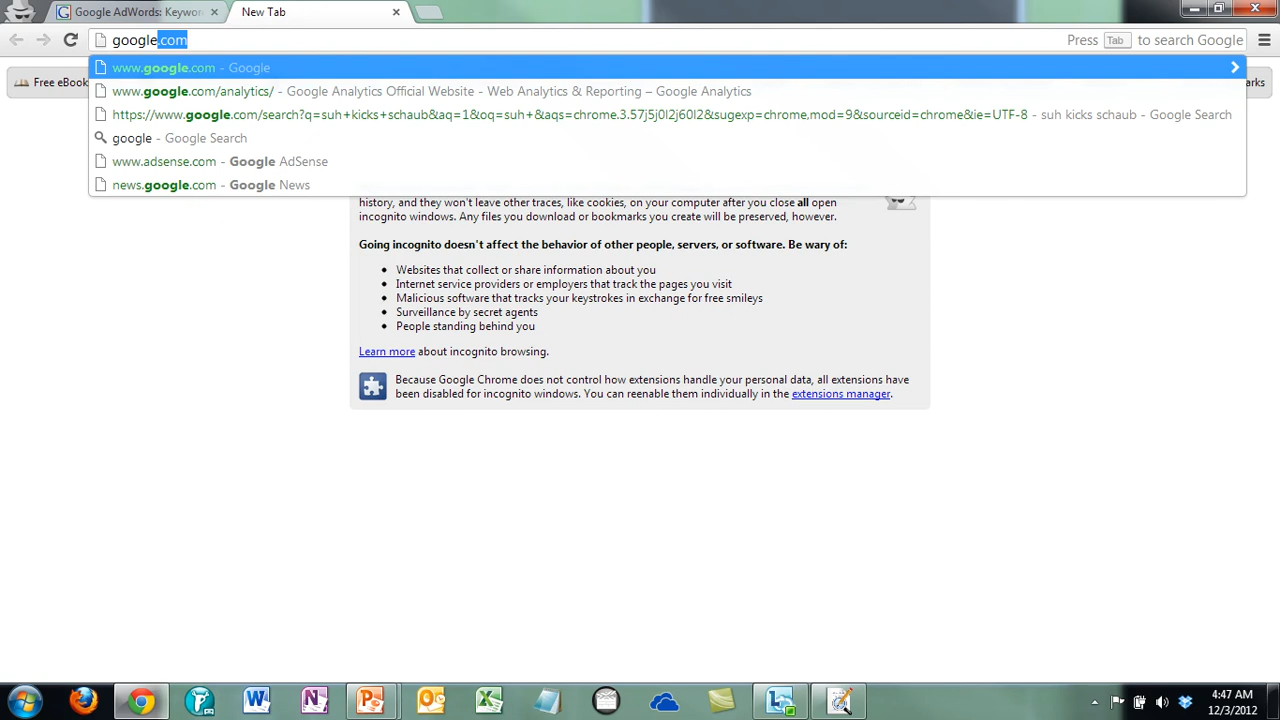 Google AdWords: Keywor
New Tab
google.com
Press Tab to search Google
www.google.com - Google
www.google.com/analytics/ - Google Analytics Official Website - Web Analytics & Reporting – Google Analytics
https://www.google.com/search?q=suh+kicks+schaub&aq=1&oq=suh+&aqs=chrome.3.57j5j0l2j60l2&sugexp=chrome,mod=9&sourceid=chrome&ie=UTF-8 - suh kicks schaub - Google Search
google - Google Search
www.adsense.com - Google AdSense
news.google.com - Google News
Free eBook
arks
history, and they won't leave other traces, like cookies, on your computer after you close all open
incognito windows. Any files you download or bookmarks you create will be preserved, however.
Going incognito doesn't affect the behavior of other people, servers, or software. Be wary of:
• Websites that collect or share information about you
• Internet service providers or employers that track the pages you visit
• Malicious software that tracks your keystrokes in exchange for free smileys
• Surveillance by secret agents
• People standing behind you
Learn more about incognito browsing.
Because Google Chrome does not control how extensions handle your personal data, all extensions have
been disabled for incognito windows. You can reenable them individually in the extensions manager.
4:47 AM
12/3/2012